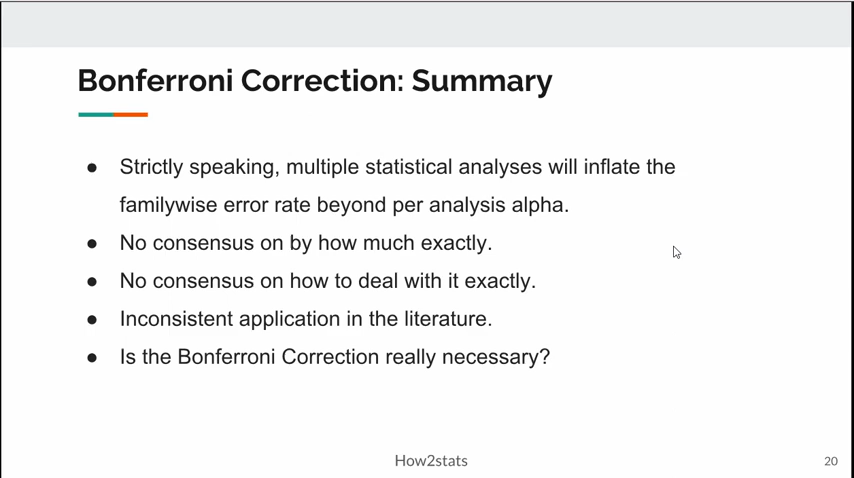 Bonferroni Correction: Summary
● Strictly speaking, multiple statistical analyses will inflate the
familywise error rate beyond per analysis alpha.
● No consensus on by how much exactly.
● No consensus on how to deal with it exactly.
● Inconsistent application in the literature.
● Is the Bonferroni Correction really necessary?
How2stats
20